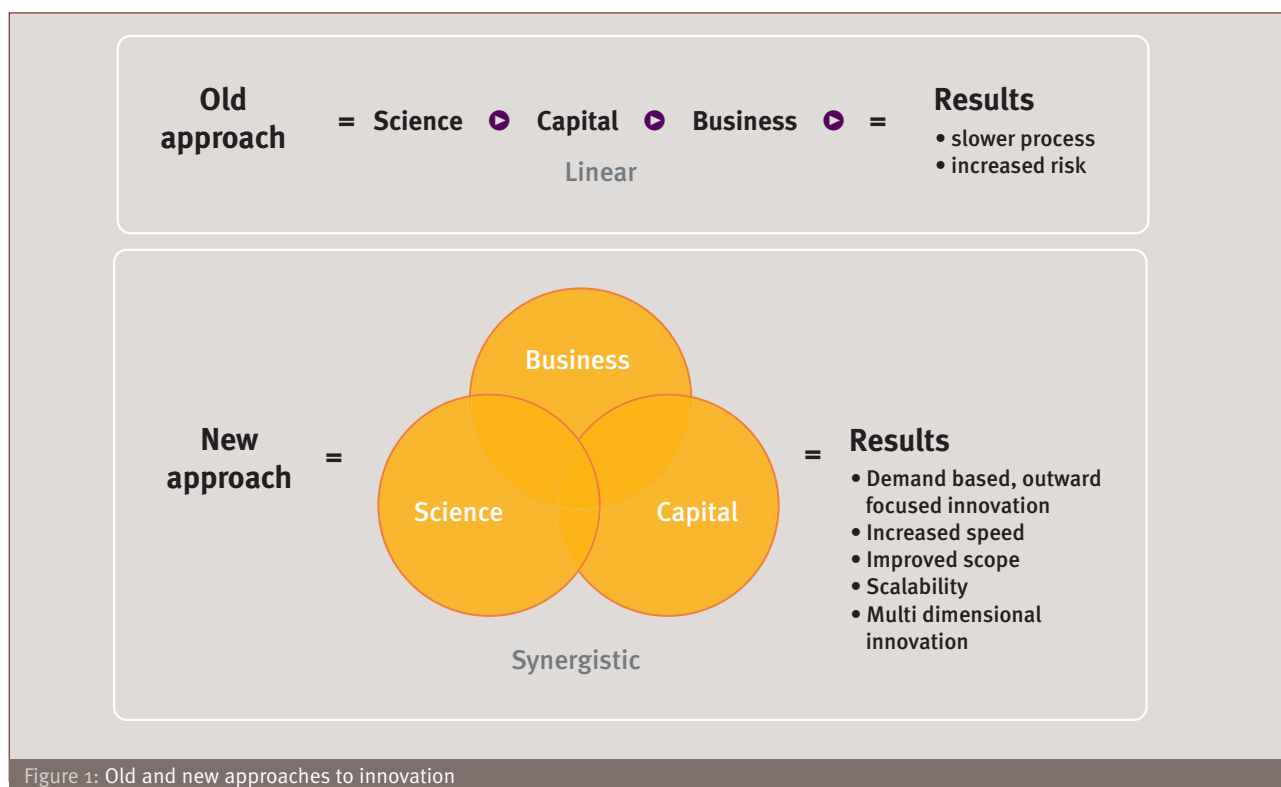 Old
approach
= Science Capital Business =
Linear
Results
• slower process
• increased risk
New
approach
=
Business
Science
Capital
Synergistic
=
Results
• Demand based, outward
focused innovation
• Increased speed
• Improved scope
• Scalability
• Multi dimensional
innovation
Figure 1: Old and new approaches to innovation